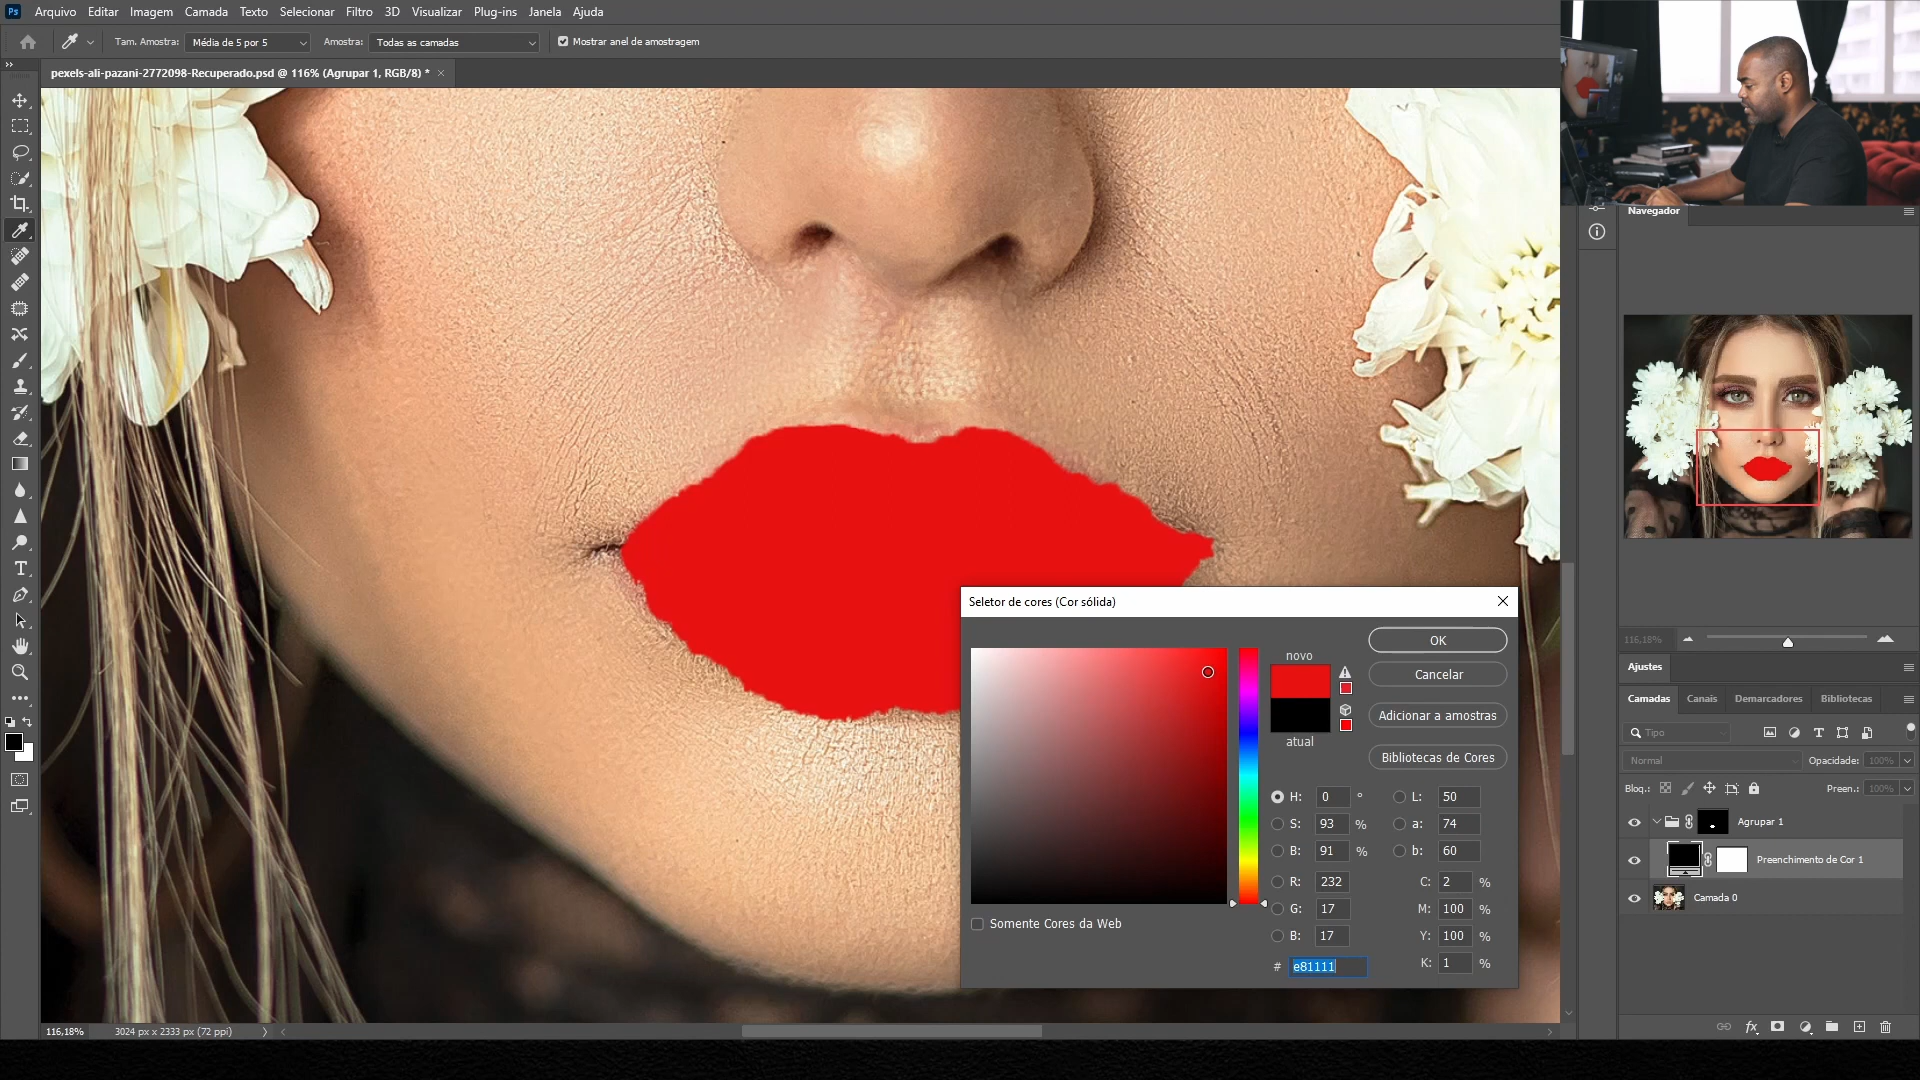 Ps Arquivo Editar Imagem Camada Texto Selecionar Filtro 3D Visualizar Plug-ins Janela Ajuda
Tam. Amostra: Média de 5 por 5 Amostra: Todas as camadas Mostrar anel de amostragem
pexels-ali-pazani-2772098-Recuperado.psd @ 116% (Agrupar 1, RGB/8) *
Navegador
116,18%
Ajustes
Camadas Canais Demarcadores Bibliotecas
Tipo
Normal Opacidade: 100%
Bloq.: Preen.: 100%
Agrupar 1
Preenchimento de Cor 1
Camada 0
Seletor de cores (Cor sólida)
novo
atual
OK
Cancelar
Adicionar a amostras
Bibliotecas de Cores
H: 0 ° L: 50
S: 93 % a: 74
B: 91 % b: 60
R: 232 C: 2 %
G: 17 M: 100 %
B: 17 Y: 100 %
# e81111 K: 1 %
Somente Cores da Web
116,18% 3024 px x 2333 px (72 ppi)